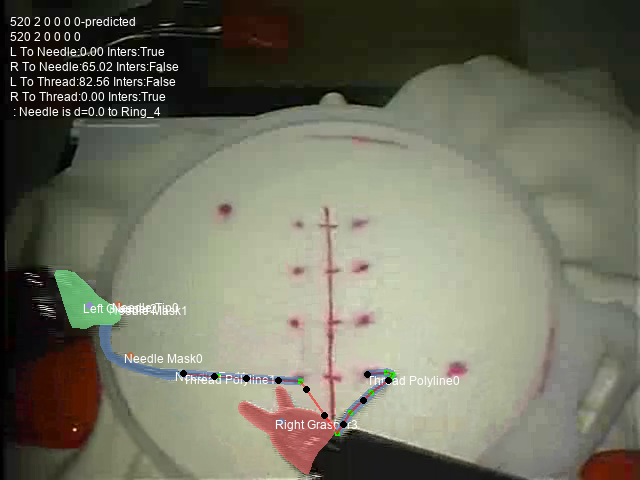 520 2 0 0 0 0-predicted
520 2 0 0 0 0
L To Needle:0.00 Inters:True
R To Needle:65.02 Inters:False
L To Thread:82.56 Inters:False
R To Thread:0.00 Inters:True
: Needle is d=0.0 to Ring_4
Needle Mask1
Needle Mask0
Thread Polyline1
Thread Polyline0